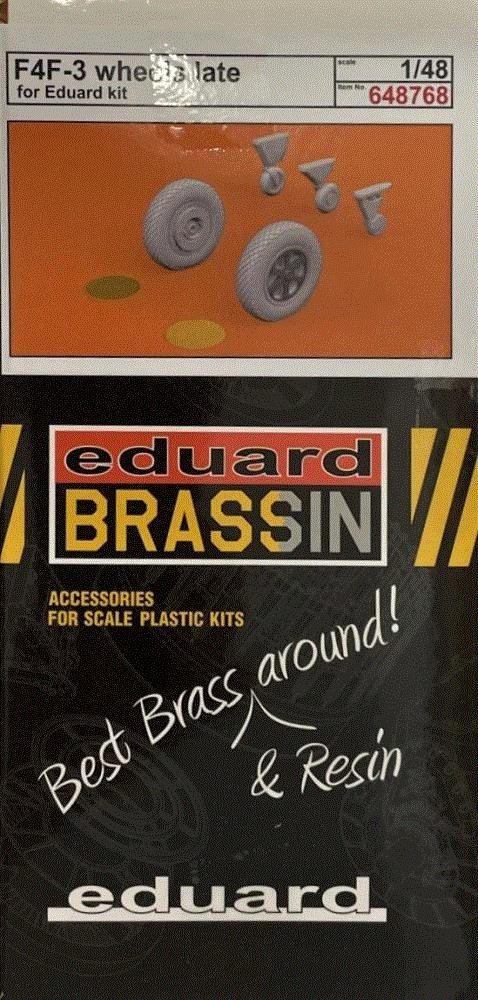 F4F-3 wheels late
for Eduard kit
scale
1/48
Item No.
648768
eduard
BRASSIN
ACCESSORIES
FOR SCALE PLASTIC KITS
Best Brass around!
& Resin
eduard